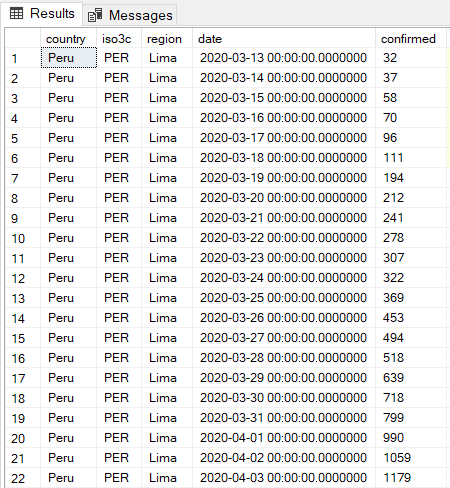 Results Messages
country iso3c region date confirmed
1 Peru PER Lima 2020-03-13 00:00:00.0000000 32
2 Peru PER Lima 2020-03-14 00:00:00.0000000 37
3 Peru PER Lima 2020-03-15 00:00:00.0000000 58
4 Peru PER Lima 2020-03-16 00:00:00.0000000 70
5 Peru PER Lima 2020-03-17 00:00:00.0000000 96
6 Peru PER Lima 2020-03-18 00:00:00.0000000 111
7 Peru PER Lima 2020-03-19 00:00:00.0000000 194
8 Peru PER Lima 2020-03-20 00:00:00.0000000 212
9 Peru PER Lima 2020-03-21 00:00:00.0000000 241
10 Peru PER Lima 2020-03-22 00:00:00.0000000 278
11 Peru PER Lima 2020-03-23 00:00:00.0000000 307
12 Peru PER Lima 2020-03-24 00:00:00.0000000 322
13 Peru PER Lima 2020-03-25 00:00:00.0000000 369
14 Peru PER Lima 2020-03-26 00:00:00.0000000 453
15 Peru PER Lima 2020-03-27 00:00:00.0000000 494
16 Peru PER Lima 2020-03-28 00:00:00.0000000 518
17 Peru PER Lima 2020-03-29 00:00:00.0000000 639
18 Peru PER Lima 2020-03-30 00:00:00.0000000 718
19 Peru PER Lima 2020-03-31 00:00:00.0000000 799
20 Peru PER Lima 2020-04-01 00:00:00.0000000 990
21 Peru PER Lima 2020-04-02 00:00:00.0000000 1059
22 Peru PER Lima 2020-04-03 00:00:00.0000000 1179